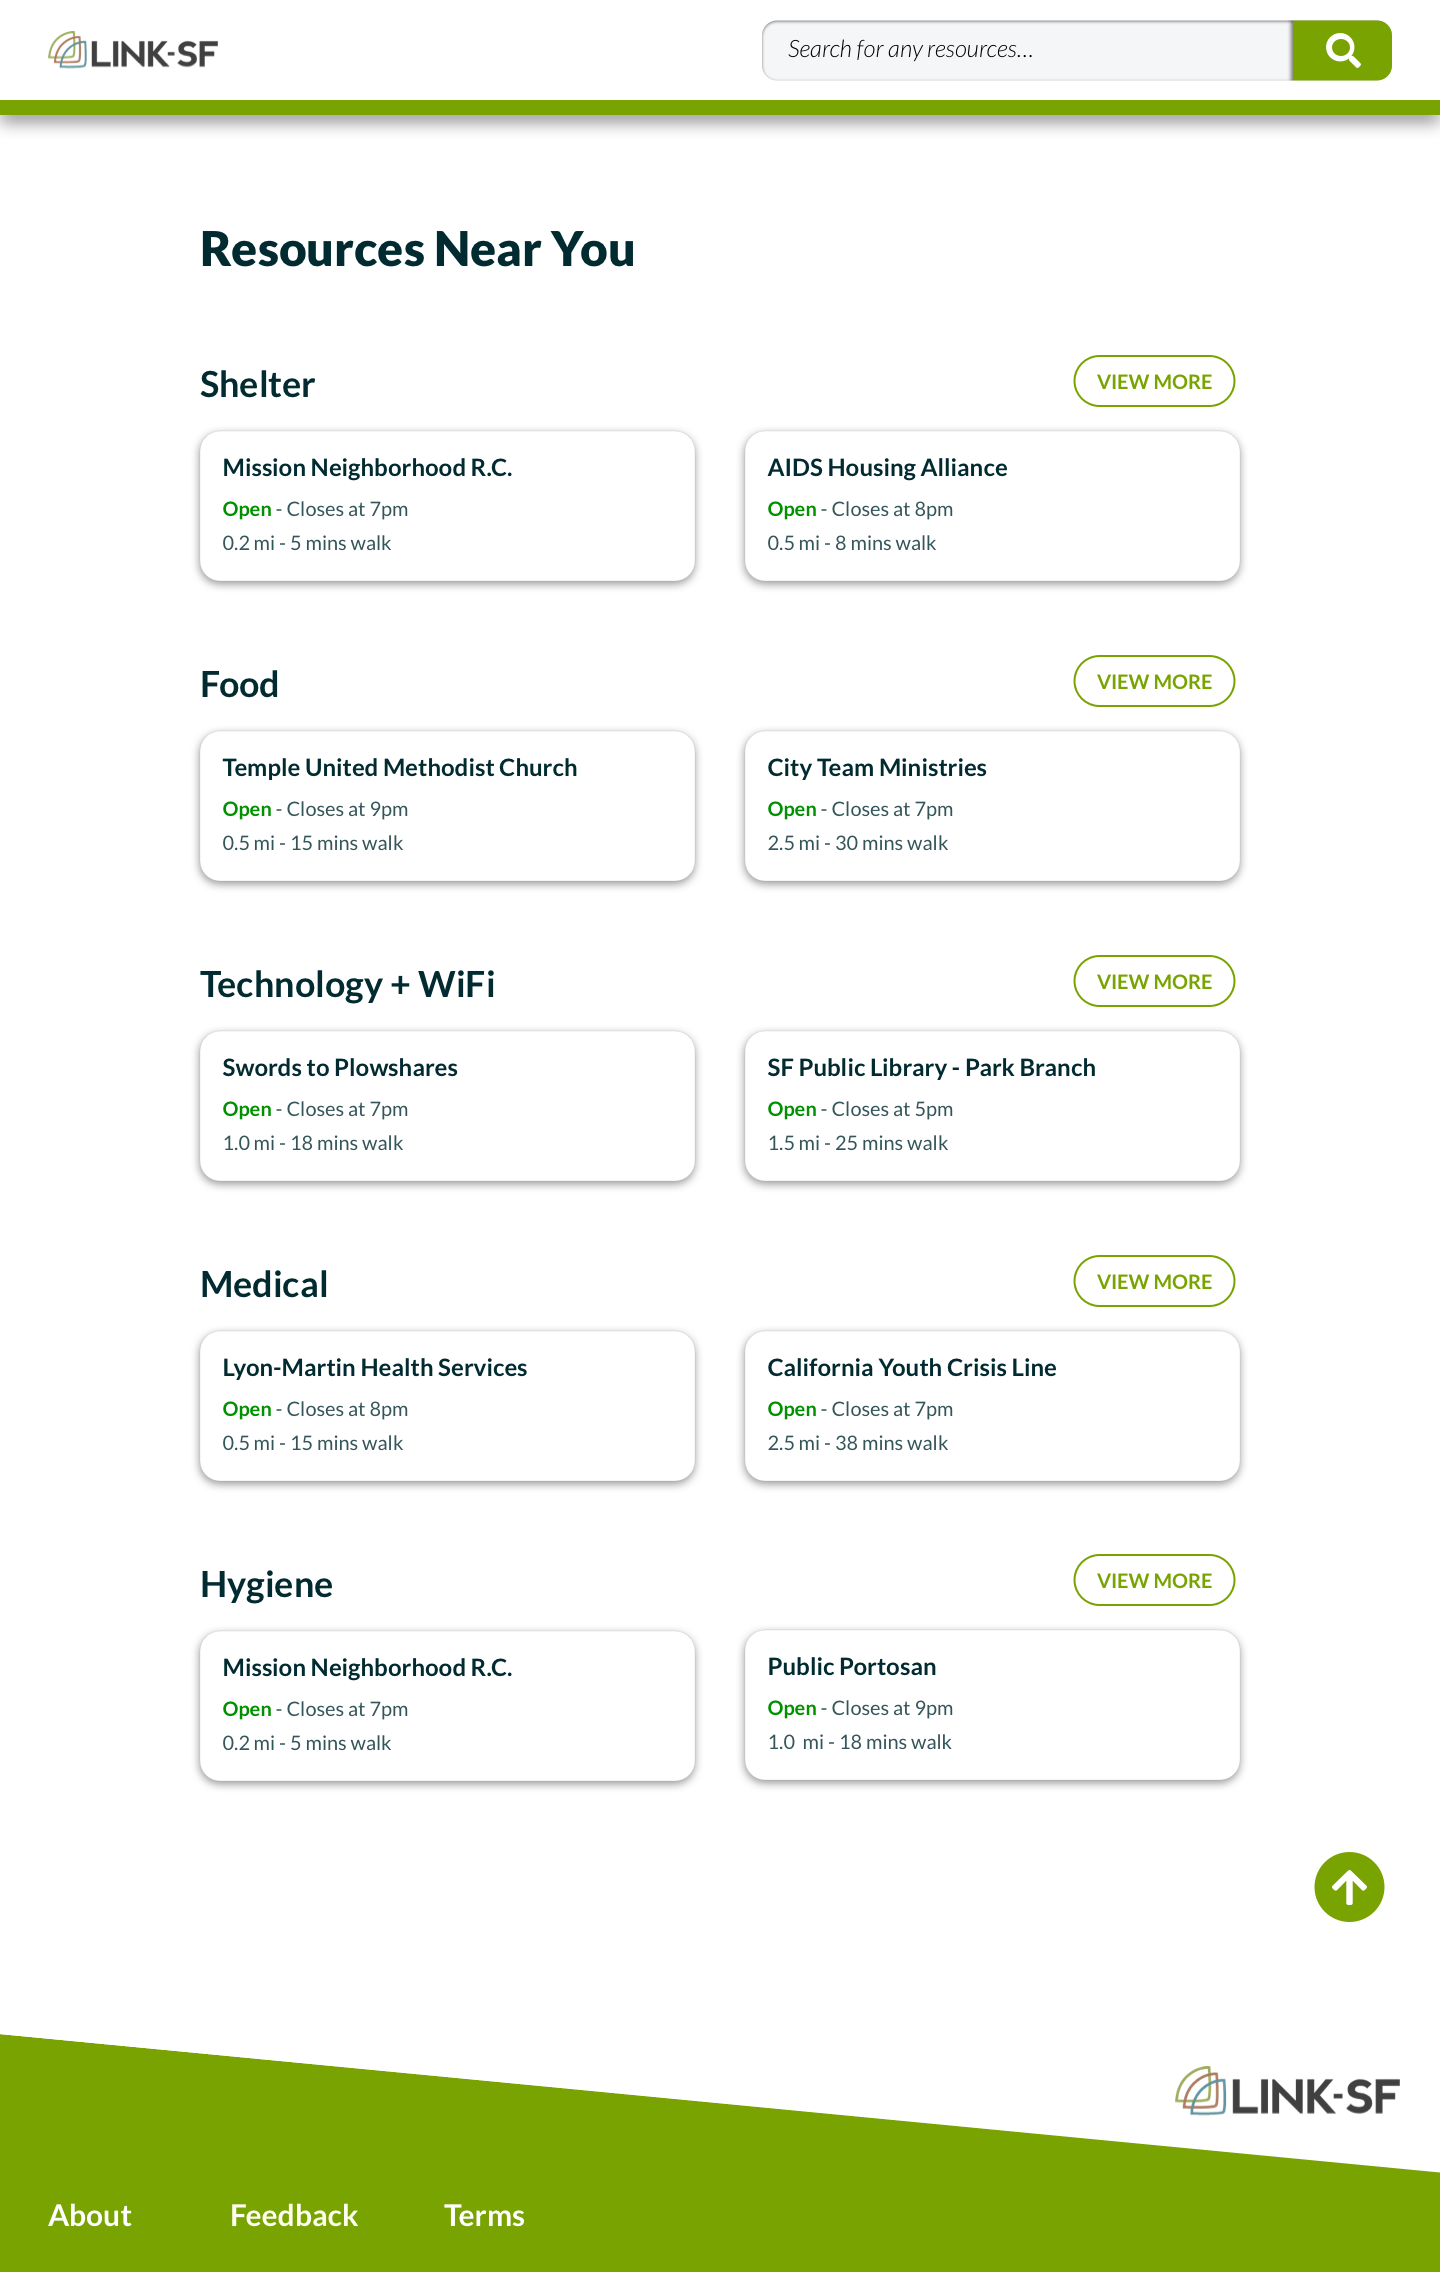 LINK-SF
Search for any resources...
Resources Near You
Shelter
VIEW MORE
Mission Neighborhood R.C.
Open - Closes at 7pm
0.2 mi - 5 mins walk
AIDS Housing Alliance
Open - Closes at 8pm
0.5 mi - 8 mins walk
Food
VIEW MORE
Temple United Methodist Church
Open - Closes at 9pm
0.5 mi - 15 mins walk
City Team Ministries
Open - Closes at 7pm
2.5 mi - 30 mins walk
Technology + WiFi
VIEW MORE
Swords to Plowshares
Open - Closes at 7pm
1.0 mi - 18 mins walk
SF Public Library - Park Branch
Open - Closes at 5pm
1.5 mi - 25 mins walk
Medical
VIEW MORE
Lyon-Martin Health Services
Open - Closes at 8pm
0.5 mi - 15 mins walk
California Youth Crisis Line
Open - Closes at 7pm
2.5 mi - 38 mins walk
Hygiene
VIEW MORE
Mission Neighborhood R.C.
Open - Closes at 7pm
0.2 mi - 5 mins walk
Public Portosan
Open - Closes at 9pm
1.0  mi - 18 mins walk
LINK-SF
About
Feedback
Terms